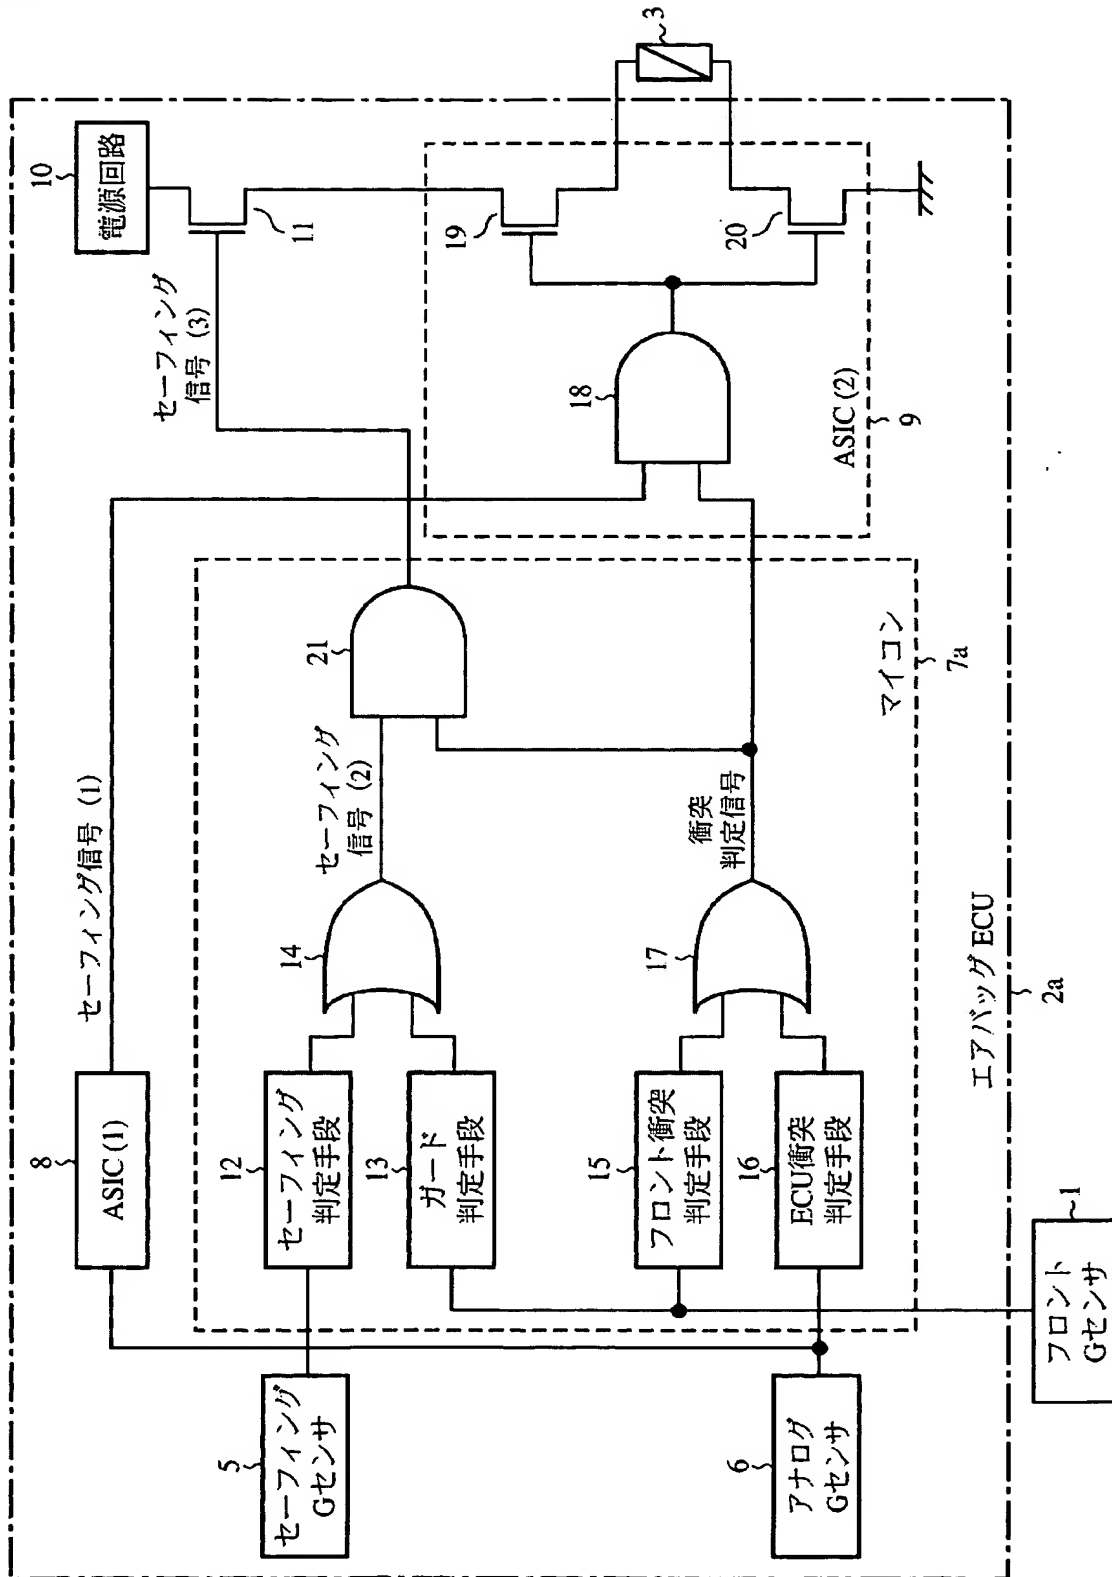 10
電源回路
11
セーフィング
信号 (3)
3
19
20
18
ASIC (2)
9
セーフィング信号 (1)
8
ASIC (1)
21
セーフィング
信号 (2)
14
12
セーフィング
判定手段
13
ガード
判定手段
衝突
判定信号
17
15
フロント衝突
判定手段
16
ECU衝突
判定手段
マイコン
7a
エアバッグ ECU
2a
5
セーフィング
Gセンサ
6
アナログ
Gセンサ
1
フロント
Gセンサ